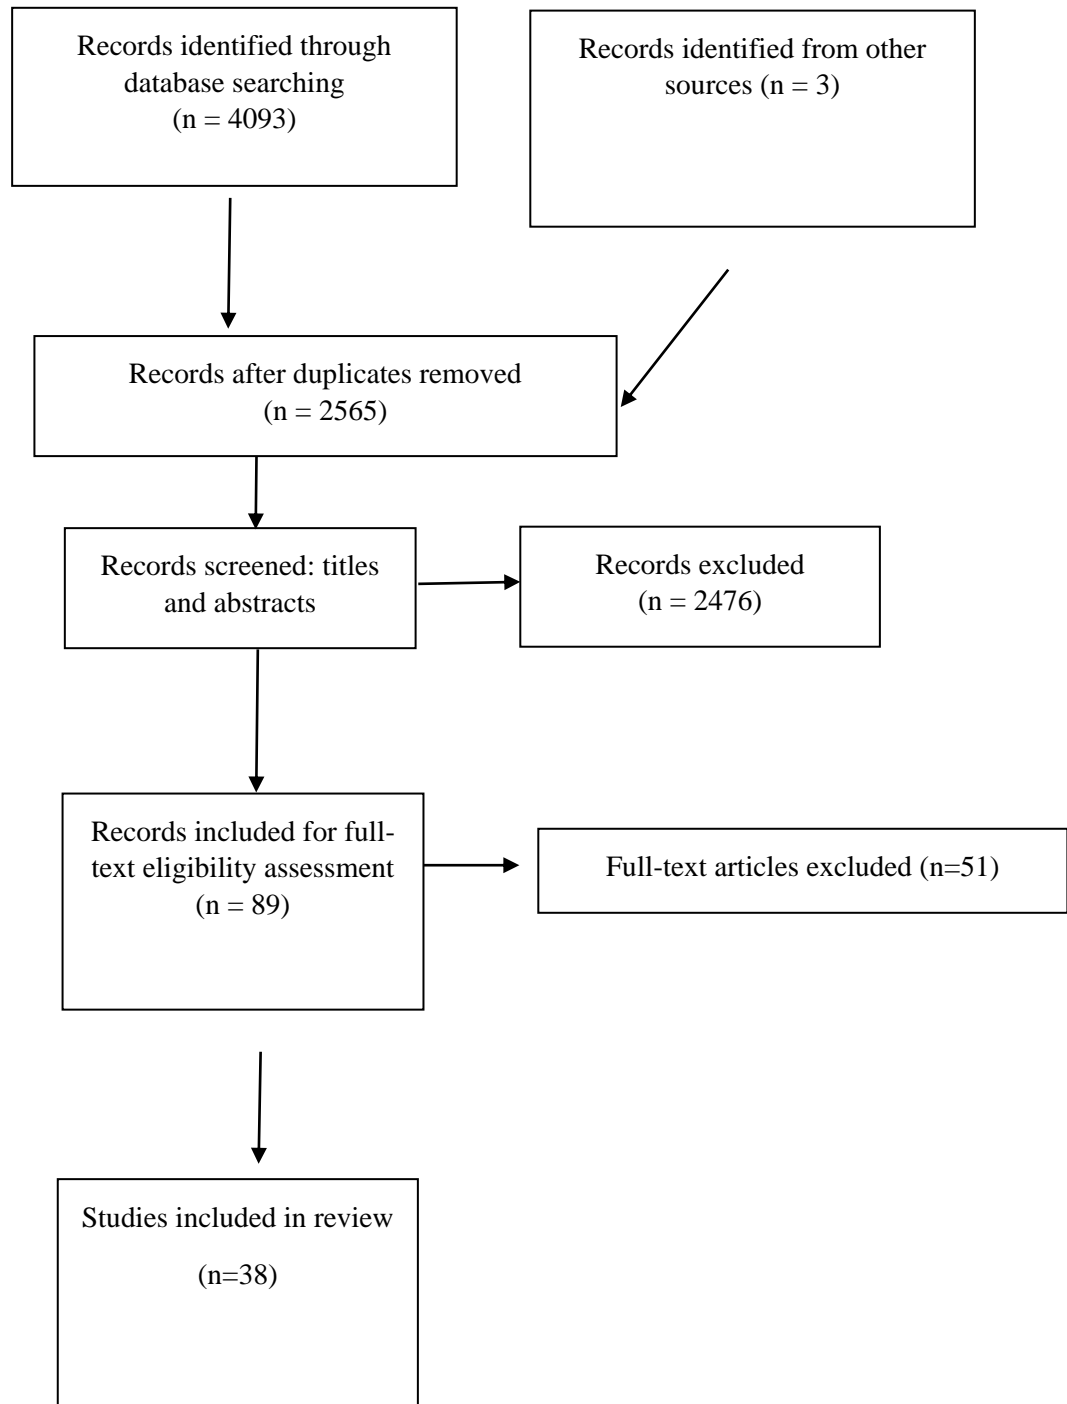 Records identified through
database searching
(n = 4093)
Records identified from other
sources (n = 3)
Records after duplicates removed
(n = 2565)
Records screened: titles
and abstracts
Records excluded
(n = 2476)
Records included for full-
text eligibility assessment
(n = 89)
Full-text articles excluded (n=51)
Studies included in review
(n=38)